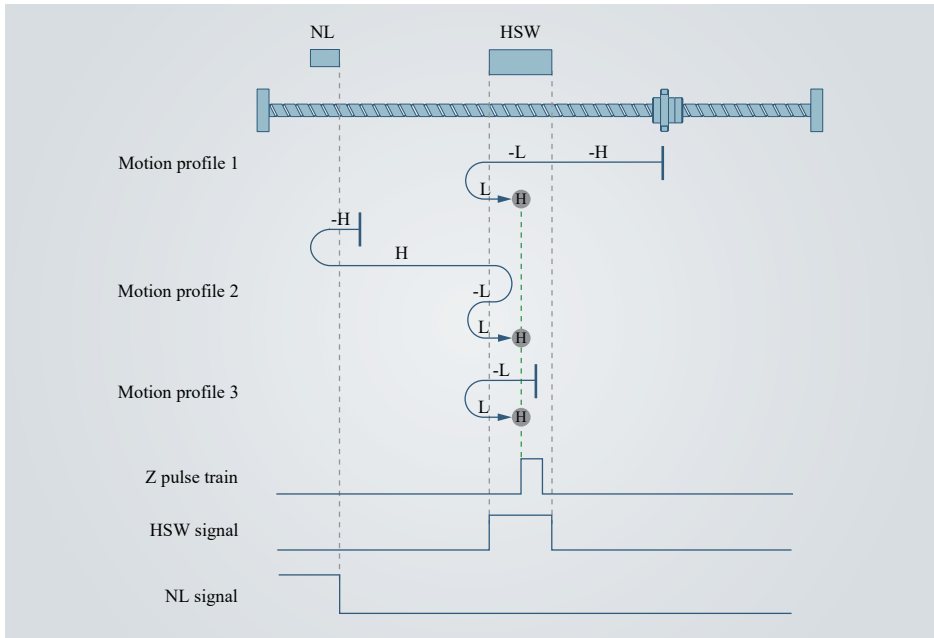 NL
HSW
Motion profile 1
-L
-H
L
H
-H
H
Motion profile 2
-L
L
H
Motion profile 3
-L
L
H
Z pulse train
HSW signal
NL signal